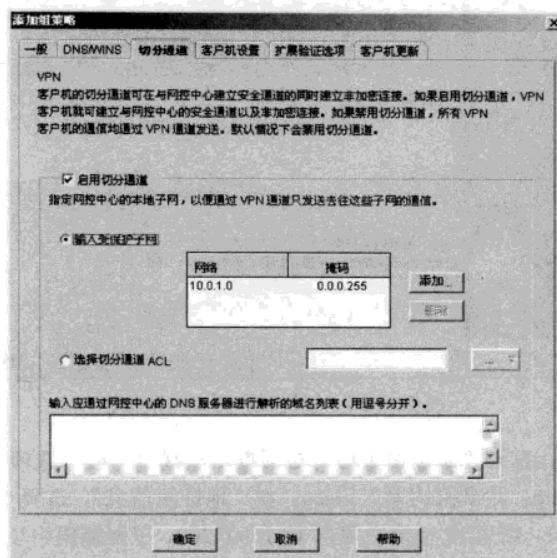 添加组策略
一般 DNS/WINS 切分通道 客户机设置 扩展验证选项 客户机更新
VPN
客户机的切分通道可在与网控中心建立安全通道的同时建立非加密连接。如果启用切分通道，VPN
客户机就可建立与网控中心的安全通道以及非加密连接。如果禁用切分通道，所有 VPN
客户机的通信均通过 VPN 通道发送。默认情况下会禁用切分通道。
启用切分通道
指定网控中心的本地子网，以便通过 VPN 通道只发送去往这些子网的通信。
输入受保护子网
网络 掩码
10.0.1.0 0.0.0.255
添加...
删除
选择切分通道 ACL
...
输入应通过网控中心的 DNS 服务器进行解析的域名列表（用逗号分开）。
确定 取消 帮助